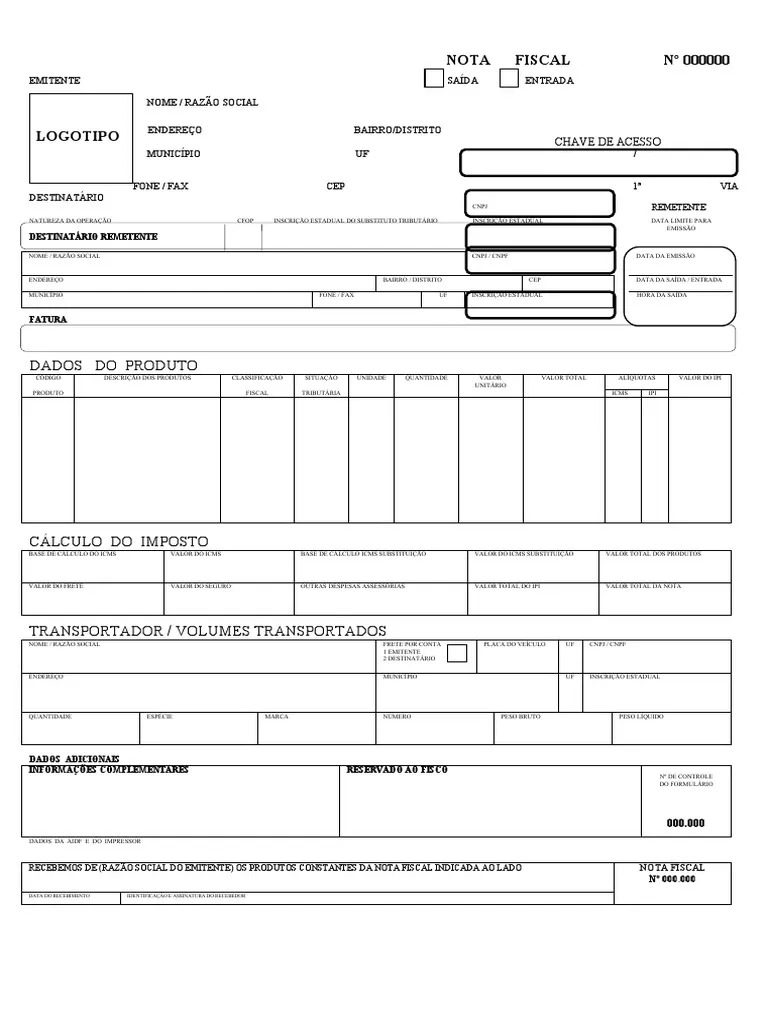 NOTA FISCAL Nº 000000
EMITENTE SAÍDA ENTRADA
NOME / RAZÃO SOCIAL
LOGOTIPO
ENDEREÇO BAIRRO/DISTRITO
CHAVE DE ACESSO
MUNICÍPIO UF /
FONE / FAX CEP 1ª VIA
DESTINATÁRIO
CNPJ REMETENTE
NATUREZA DA OPERAÇÃO CFOP INSCRIÇÃO ESTADUAL DO SUBSTITUTO TRIBUTÁRIO INSCRIÇÃO ESTADUAL DATA LIMITE PARA
EMISSÃO
DESTINATÁRIO REMETENTE
NOME / RAZÃO SOCIAL CNPJ / CNPF DATA DA EMISSÃO
ENDEREÇO BAIRRO / DISTRITO CEP DATA DA SAÍDA / ENTRADA
MUNICÍPIO FONE / FAX UF INSCRIÇÃO ESTADUAL HORA DA SAÍDA
FATURA
DADOS DO PRODUTO
CÓDIGO DESCRIÇÃO DOS PRODUTOS CLASSIFICAÇÃO SITUAÇÃO UNIDADE QUANTIDADE VALOR VALOR TOTAL ALÍQUOTAS VALOR DO IPI
UNITÁRIO
PRODUTO FISCAL TRIBUTÁRIA ICMS IPI
CÁLCULO DO IMPOSTO
BASE DE CÁLCULO DO ICMS VALOR DO ICMS BASE DE CÁLCULO ICMS SUBSTITUIÇÃO VALOR DO ICMS SUBSTITUIÇÃO VALOR TOTAL DOS PRODUTOS
VALOR DO FRETE VALOR DO SEGURO OUTRAS DESPESAS ASSESSÓRIAS VALOR TOTAL DO IPI VALOR TOTAL DA NOTA
TRANSPORTADOR / VOLUMES TRANSPORTADOS
NOME / RAZÃO SOCIAL FRETE POR CONTA PLACA DO VEÍCULO UF CNPJ / CNPF
1 EMITENTE
2 DESTINATÁRIO
ENDEREÇO MUNICÍPIO UF INSCRIÇÃO ESTADUAL
QUANTIDADE ESPÉCIE MARCA NÚMERO PESO BRUTO PESO LÍQUIDO
DADOS ADICIONAIS
INFORMAÇÕES COMPLEMENTARES RESERVADO AO FISCO
Nº DE CONTROLE
DO FORMULÁRIO
000.000
DADOS DA AIDF E DO IMPRESSOR
RECEBEMOS DE (RAZÃO SOCIAL DO EMITENTE) OS PRODUTOS CONSTANTES DA NOTA FISCAL INDICADA AO LADO NOTA FISCAL
Nº 000.000
DATA DO RECEBIMENTO IDENTIFICAÇÃO E ASSINATURA DO RECEBEDOR